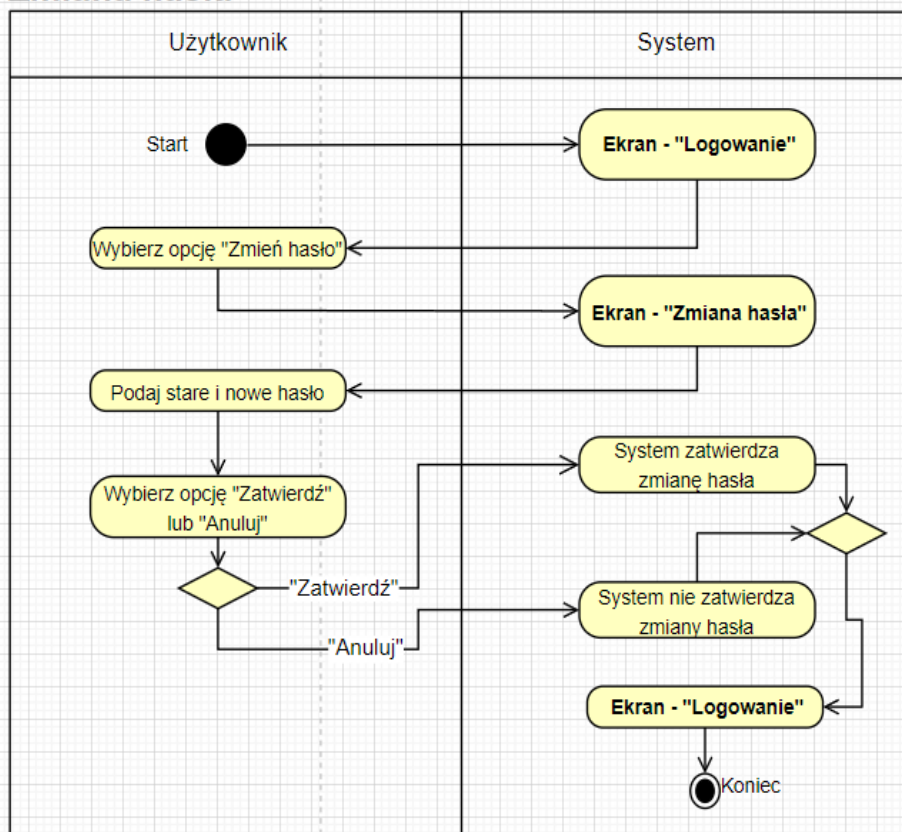 Użytkownik
System
Start
Ekran - "Logowanie"
Wybierz opcję "Zmień hasło"
Ekran - "Zmiana hasła"
Podaj stare i nowe hasło
System zatwierdza
zmianę hasła
Wybierz opcję "Zatwierdź"
lub "Anuluj"
"Zatwierdź"
System nie zatwierdza
zmiany hasła
"Anuluj"
Ekran - "Logowanie"
Koniec